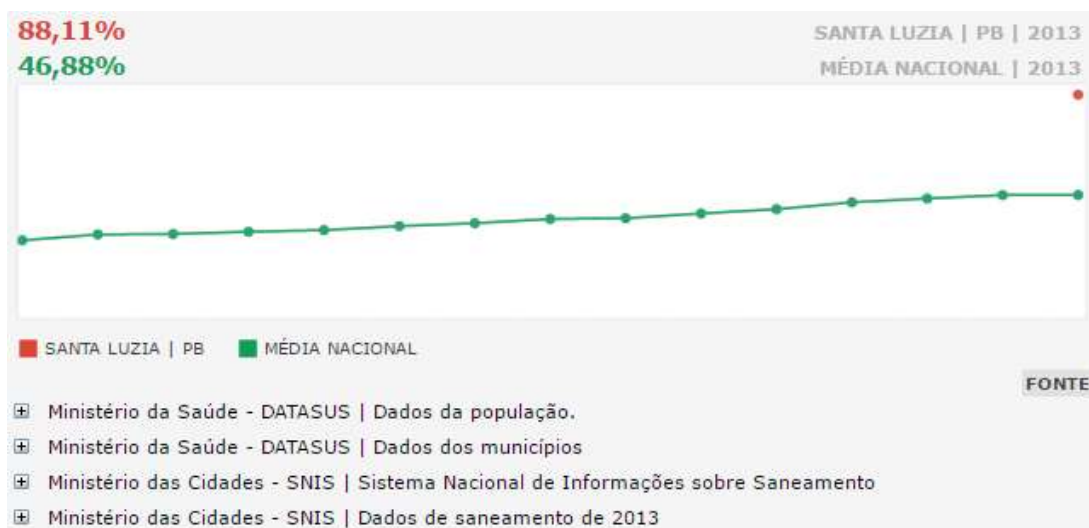 88,11% SANTA LUZIA | PB | 2013
46,88% MÉDIA NACIONAL | 2013
SANTA LUZIA | PB MÉDIA NACIONAL
FONTE
Ministério da Saúde - DATASUS | Dados da população.
Ministério da Saúde - DATASUS | Dados dos municípios
Ministério das Cidades - SNIS | Sistema Nacional de Informações sobre Saneamento
Ministério das Cidades - SNIS | Dados de saneamento de 2013